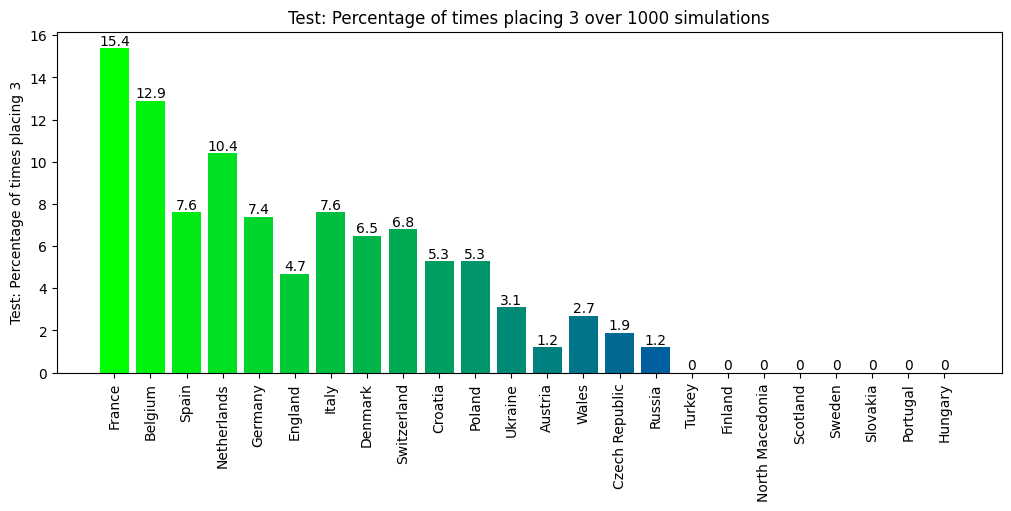 Test: Percentage of times placing 3 over 1000 simulations
Test: Percentage of times placing 3
16
14
12
10
8
6
4
2
0
15.4
12.9
7.6
10.4
7.4
4.7
7.6
6.5
6.8
5.3
5.3
3.1
1.2
2.7
1.9
1.2
0
0
0
0
0
0
0
0
France
Belgium
Spain
Netherlands
Germany
England
Italy
Denmark
Switzerland
Croatia
Poland
Ukraine
Austria
Wales
Czech Republic
Russia
Turkey
Finland
North Macedonia
Scotland
Sweden
Slovakia
Portugal
Hungary